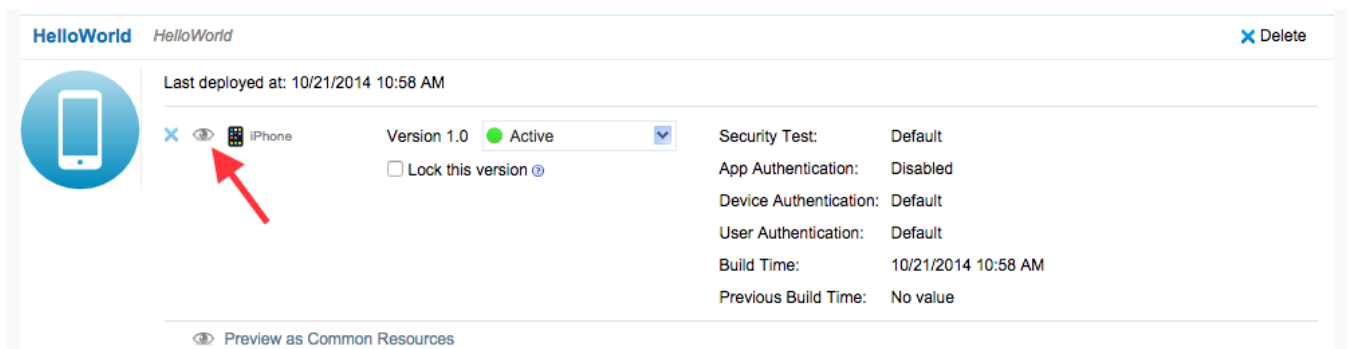 HelloWorld HelloWorld Delete
Last deployed at: 10/21/2014 10:58 AM
iPhone Version 1.0 Active Security Test: Default
Lock this version App Authentication: Disabled
Device Authentication: Default
User Authentication: Default
Build Time: 10/21/2014 10:58 AM
Previous Build Time: No value
Preview as Common Resources